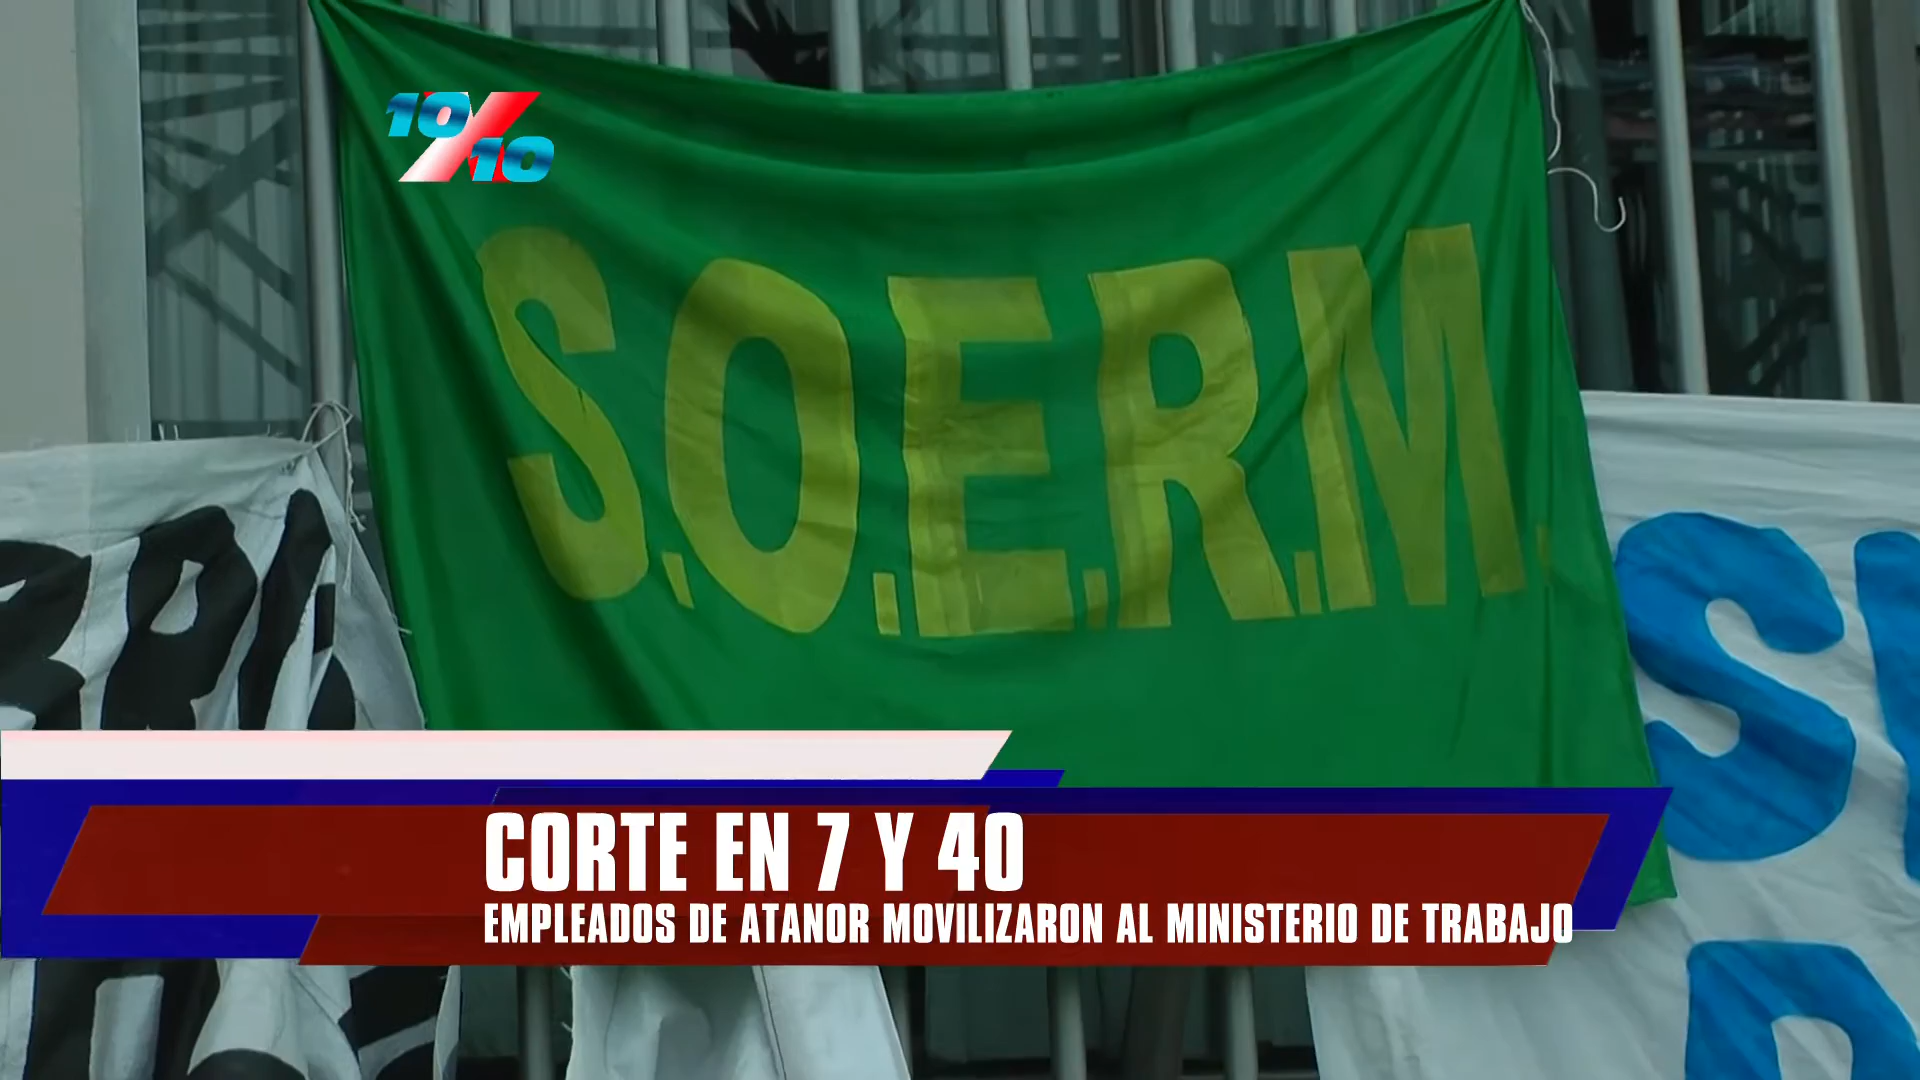 10
10
S.O.E.R.M.
CORTE EN 7 Y 40
EMPLEADOS DE ATANOR MOVILIZARON AL MINISTERIO DE TRABAJO